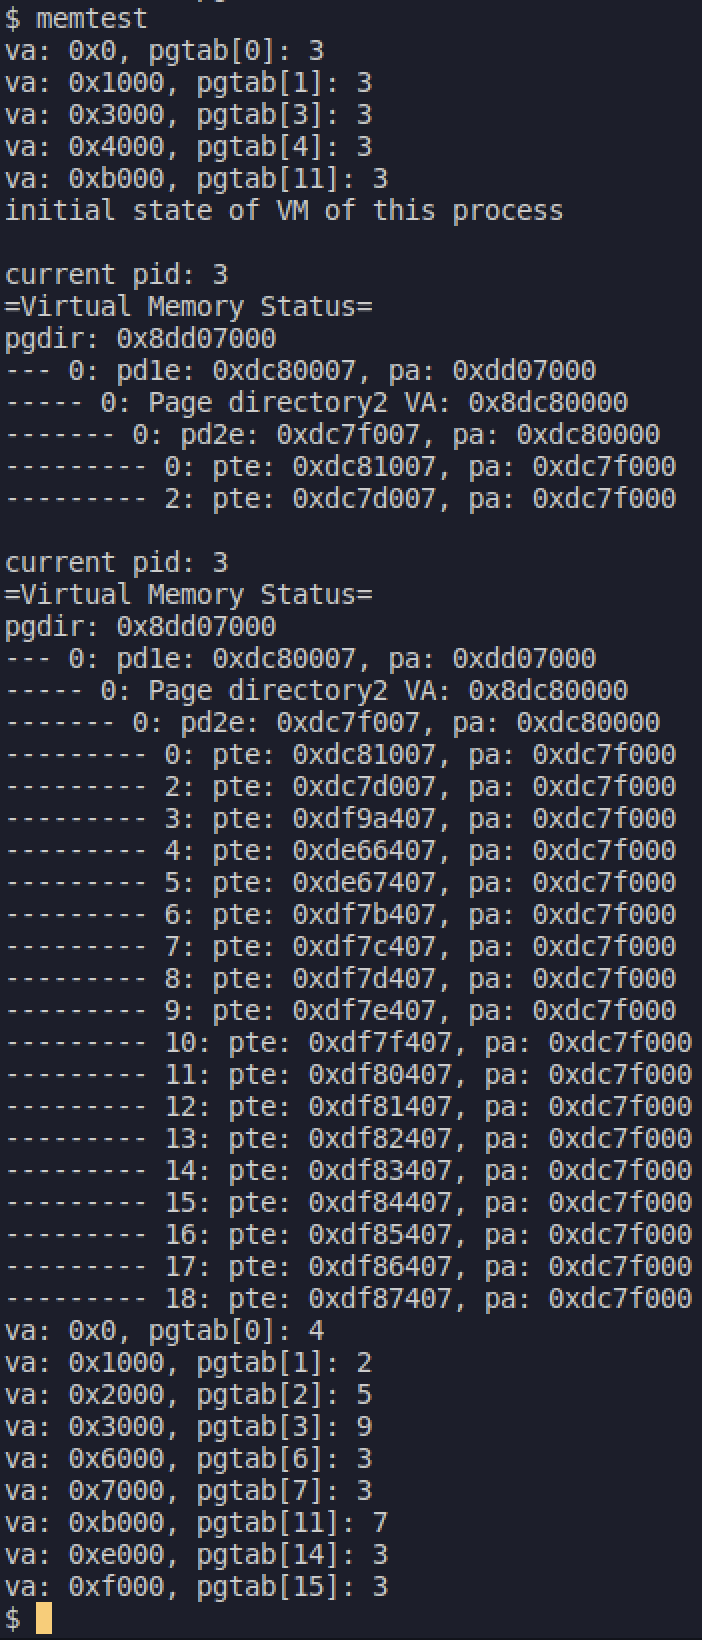 $ memtest
va: 0x0, pgtab[0]: 3
va: 0x1000, pgtab[1]: 3
va: 0x3000, pgtab[3]: 3
va: 0x4000, pgtab[4]: 3
va: 0xb000, pgtab[11]: 3
initial state of VM of this process

current pid: 3
=Virtual Memory Status=
pgdir: 0x8dd07000
--- 0: pd1e: 0xdc80007, pa: 0xdd07000
----- 0: Page directory2 VA: 0x8dc80000
------- 0: pd2e: 0xdc7f007, pa: 0xdc80000
--------- 0: pte: 0xdc81007, pa: 0xdc7f000
--------- 2: pte: 0xdc7d007, pa: 0xdc7f000

current pid: 3
=Virtual Memory Status=
pgdir: 0x8dd07000
--- 0: pd1e: 0xdc80007, pa: 0xdd07000
----- 0: Page directory2 VA: 0x8dc80000
------- 0: pd2e: 0xdc7f007, pa: 0xdc80000
--------- 0: pte: 0xdc81007, pa: 0xdc7f000
--------- 2: pte: 0xdc7d007, pa: 0xdc7f000
--------- 3: pte: 0xdf9a407, pa: 0xdc7f000
--------- 4: pte: 0xde66407, pa: 0xdc7f000
--------- 5: pte: 0xde67407, pa: 0xdc7f000
--------- 6: pte: 0xdf7b407, pa: 0xdc7f000
--------- 7: pte: 0xdf7c407, pa: 0xdc7f000
--------- 8: pte: 0xdf7d407, pa: 0xdc7f000
--------- 9: pte: 0xdf7e407, pa: 0xdc7f000
--------- 10: pte: 0xdf7f407, pa: 0xdc7f000
--------- 11: pte: 0xdf80407, pa: 0xdc7f000
--------- 12: pte: 0xdf81407, pa: 0xdc7f000
--------- 13: pte: 0xdf82407, pa: 0xdc7f000
--------- 14: pte: 0xdf83407, pa: 0xdc7f000
--------- 15: pte: 0xdf84407, pa: 0xdc7f000
--------- 16: pte: 0xdf85407, pa: 0xdc7f000
--------- 17: pte: 0xdf86407, pa: 0xdc7f000
--------- 18: pte: 0xdf87407, pa: 0xdc7f000
va: 0x0, pgtab[0]: 4
va: 0x1000, pgtab[1]: 2
va: 0x2000, pgtab[2]: 5
va: 0x3000, pgtab[3]: 9
va: 0x6000, pgtab[6]: 3
va: 0x7000, pgtab[7]: 3
va: 0xb000, pgtab[11]: 7
va: 0xe000, pgtab[14]: 3
va: 0xf000, pgtab[15]: 3
$